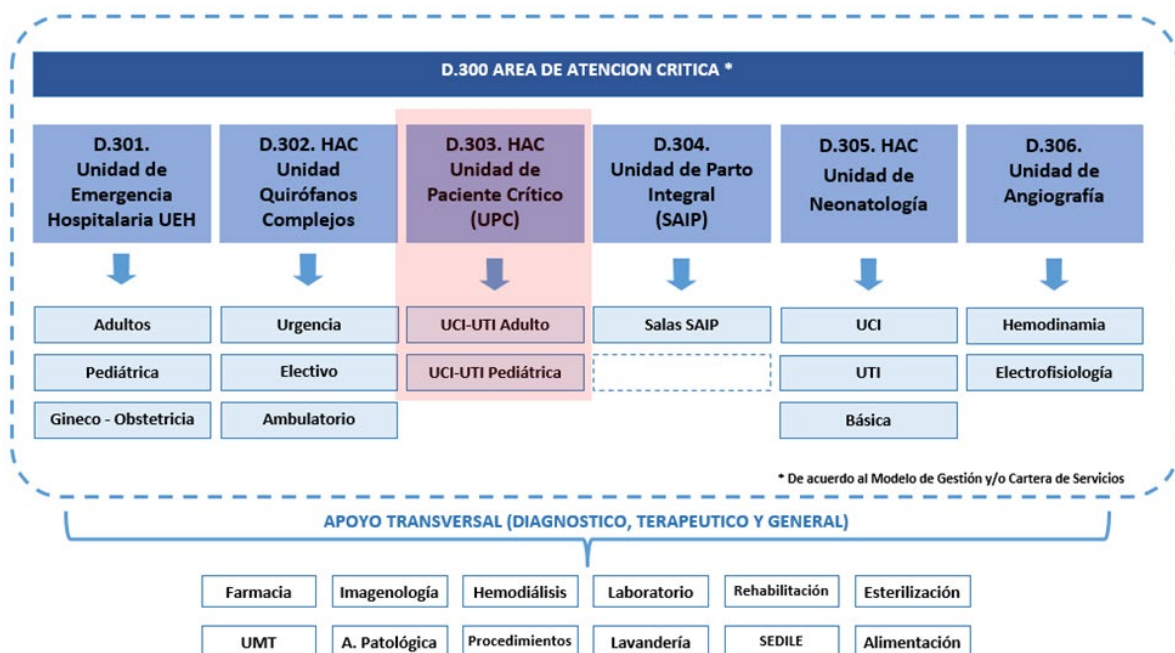 D.300 AREA DE ATENCION CRITICA *
D.301.
Unidad de
Emergencia
Hospitalaria UEH
D.302. HAC
Unidad
Quirófanos
Complejos
D.303. HAC
Unidad de
Paciente Crítico
(UPC)
D.304.
Unidad de Parto
Integral
(SAIP)
D.305. HAC
Unidad de
Neonatología
D.306.
Unidad de
Angiografía
Adultos
Urgencia
UCI-UTI Adulto
Salas SAIP
UCI
Hemodinamia
Pediátrica
Electivo
UCI-UTI Pediátrica
UTI
Electrofisiología
Gineco - Obstetricia
Ambulatorio
Básica
* De acuerdo al Modelo de Gestión y/o Cartera de Servicios
APOYO TRANSVERSAL (DIAGNOSTICO, TERAPEUTICO Y GENERAL)
Farmacia
Imagenología
Hemodiálisis
Laboratorio
Rehabilitación
Esterilización
UMT
A. Patológica
Procedimientos
Lavandería
SEDILE
Alimentación